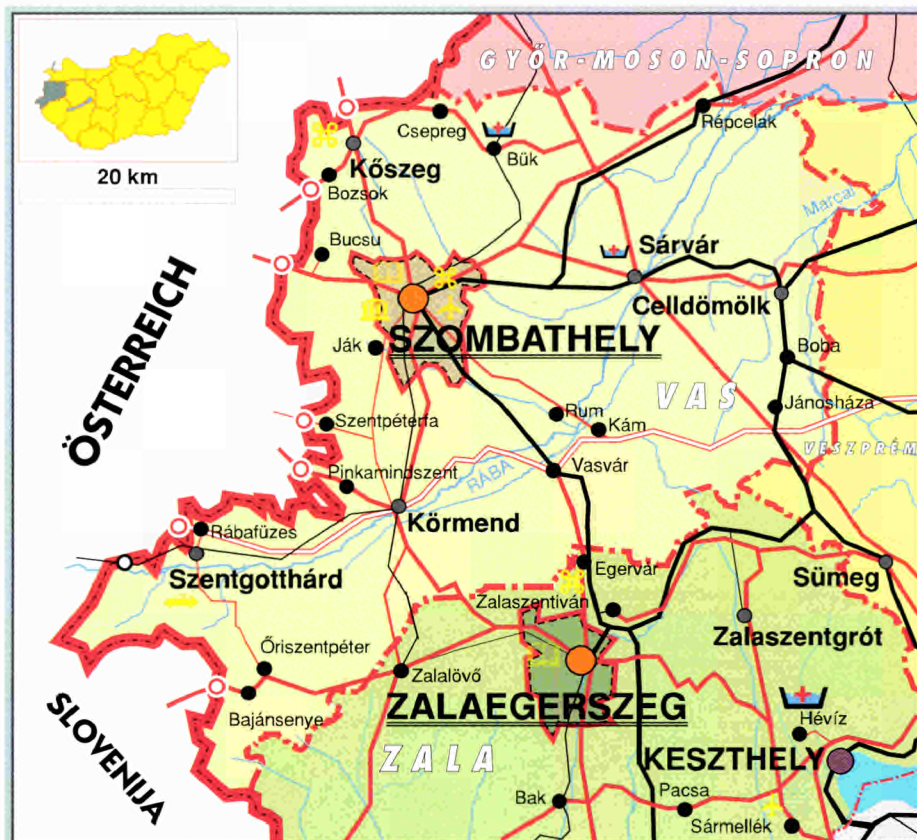 GYŐR-MOSON-SOPRON
20 km
Csepreg
Répcelak
Bük
Kőszeg
Bozsok
Marcal
Bucsu
Sárvár
Celldömölk
ÖSTERREICH
SZOMBATHELY
Ják
Boba
VAS
Jánosháza
Rum
Szentpéterfa
Kám
VESZPRÉM
Pinkamindszent
RÁBA
Vasvár
Körmend
Rábafüzes
Szentgotthárd
Egervár
Sümeg
Zalaszentiván
Zalaszentgrót
Őriszentpéter
Zalalövő
SLOVENIJA
Bajánsenye
ZALAEGERSZEG
Hévíz
ZALA
KESZTHELY
Bak
Pacsa
Sármellék